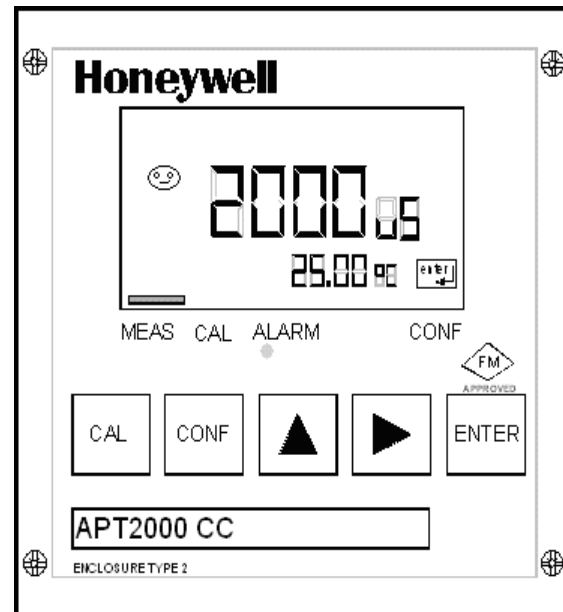 Honeywell
2000 uS
25.00 °C enter
MEAS CAL ALARM CONF
FM
APPROVED
CAL CONF ENTER
APT2000 CC
ENCLOSURE TYPE 2